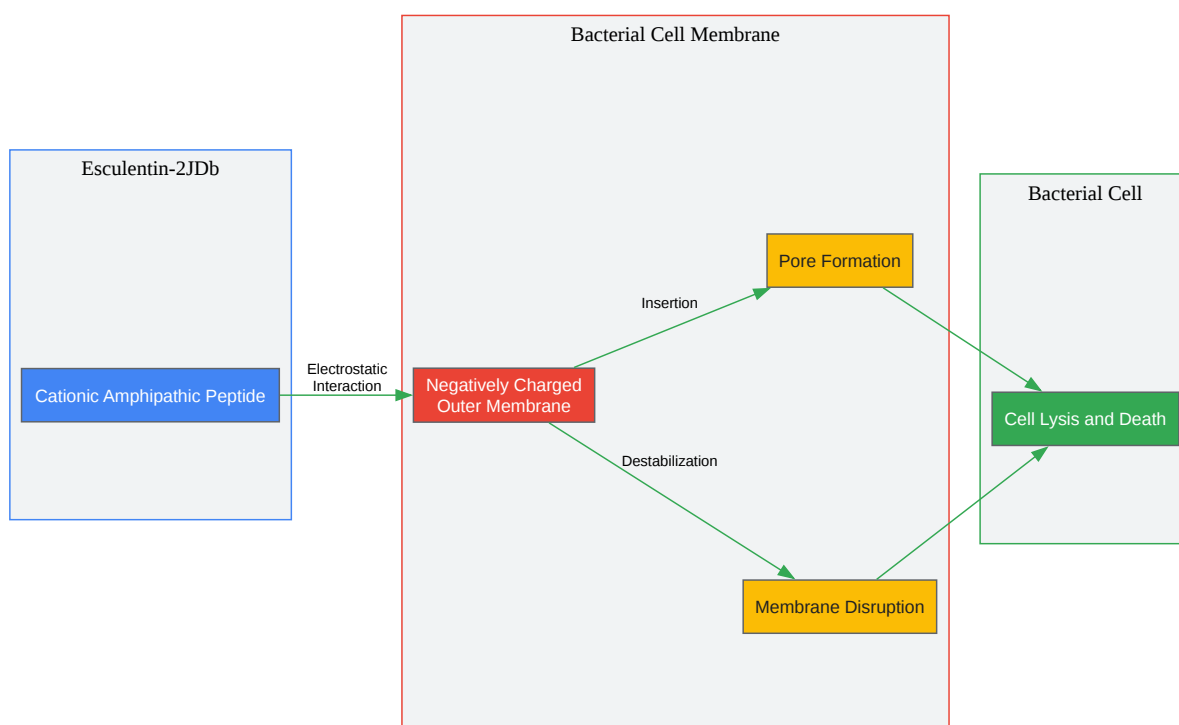 Bacterial Cell Membrane
Esculentin-2JDb
Bacterial Cell
Pore Formation
Insertion
Electrostatic
Interaction
Cationic Amphipathic Peptide
Negatively Charged
Outer Membrane
Cell Lysis and Death
Destabilization
Membrane Disruption